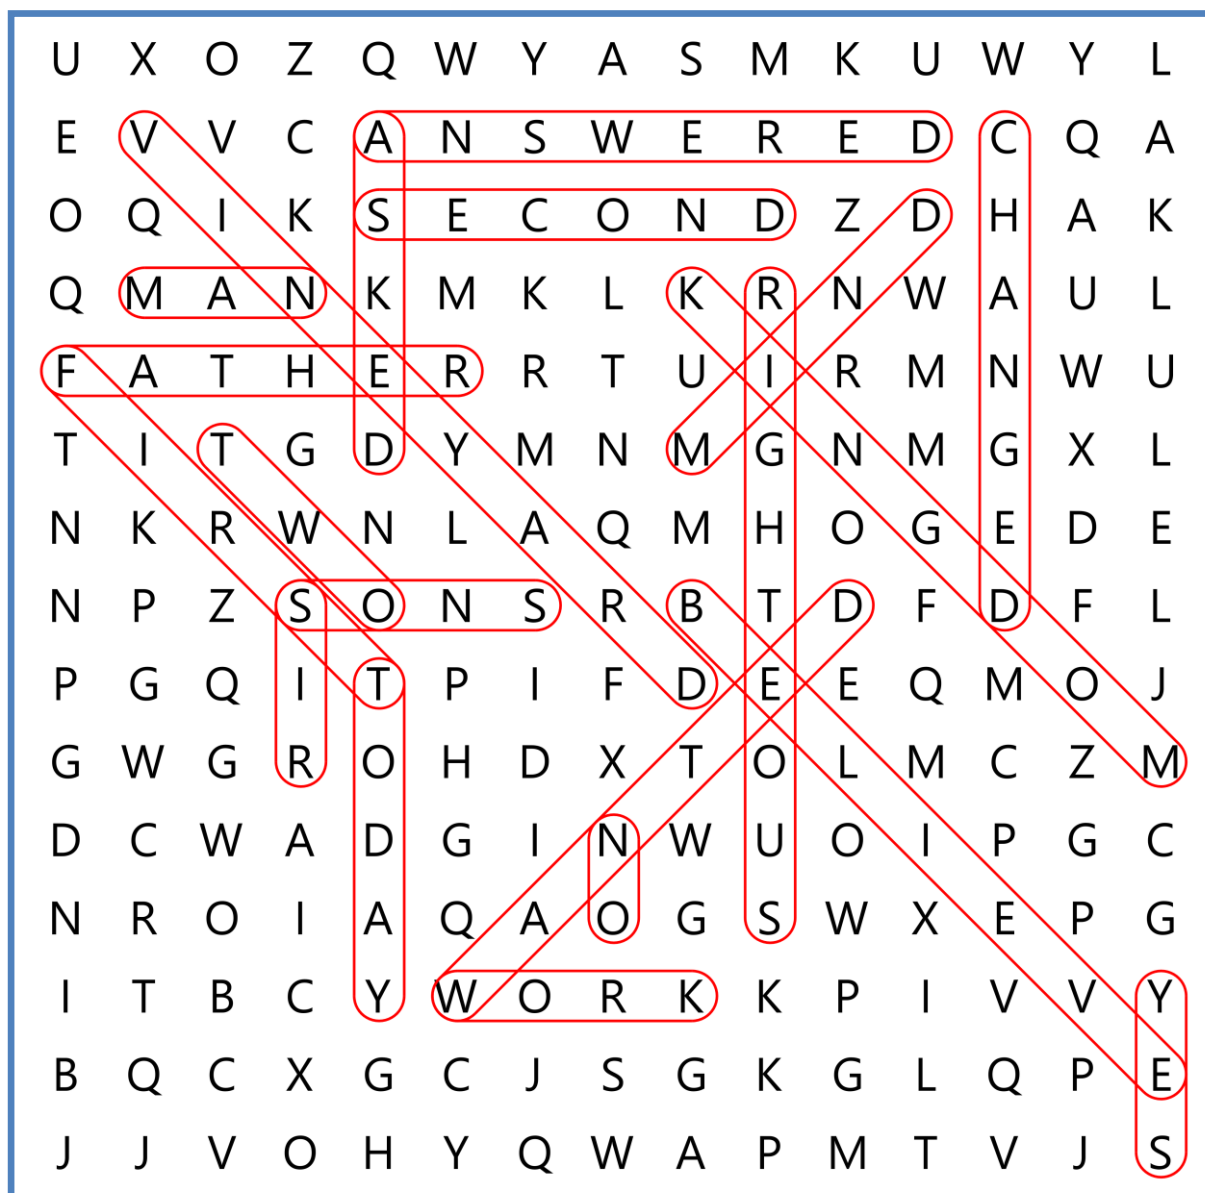 U X O Z Q W Y A S M K U W Y L
E V V C A N S W E R E D C Q A
O Q I K S E C O N D Z D H A K
Q M A N K M K L K R N W A U L
F A T H E R R T U I R M N W U
T I T G D Y M N M G N M G X L
N K R W N L A Q M H O G E D E
N P Z S O N S R B T D F D F L
P G Q I T P I F D E E Q M O J
G W G R O H D X T O L M C Z M
D C W A D G I N W U O I P G C
N R O I A Q A O G S W X E P G
I T B C Y W O R K K P I V V Y
B Q C X G C J S G K G L Q P E
J J V O H Y Q W A P M T V J S